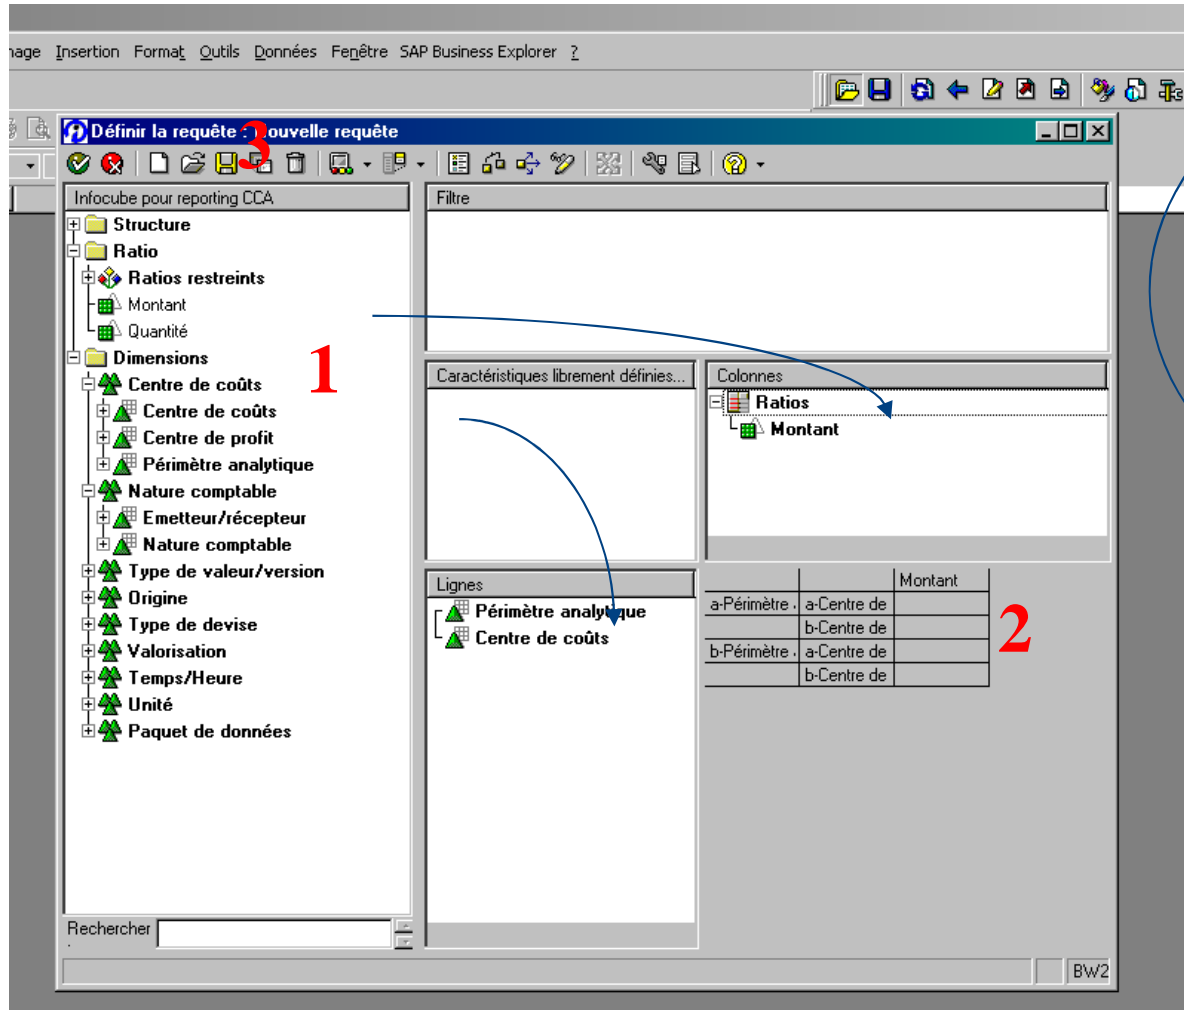 Insertion Format Outils Données Fenêtre SAP Business Explorer ?
Définir la requête : Nouvelle requête
3
Infocube pour reporting CCA
Structure
Ratio
Ratios restreints
Montant
Quantité
Dimensions
1
Centre de coûts
Centre de coûts
Centre de profit
Périmètre analytique
Nature comptable
Emetteur/récepteur
Nature comptable
Type de valeur/version
Origine
Type de devise
Valorisation
Temps/Heure
Unité
Paquet de données
Rechercher
:
Filtre
Caractéristiques librement définies...
Colonnes
Ratios
Montant
Lignes
Périmètre analytique
Centre de coûts
Montant
a-Périmètre a-Centre de
b-Centre de
b-Périmètre a-Centre de
b-Centre de
2
BW2